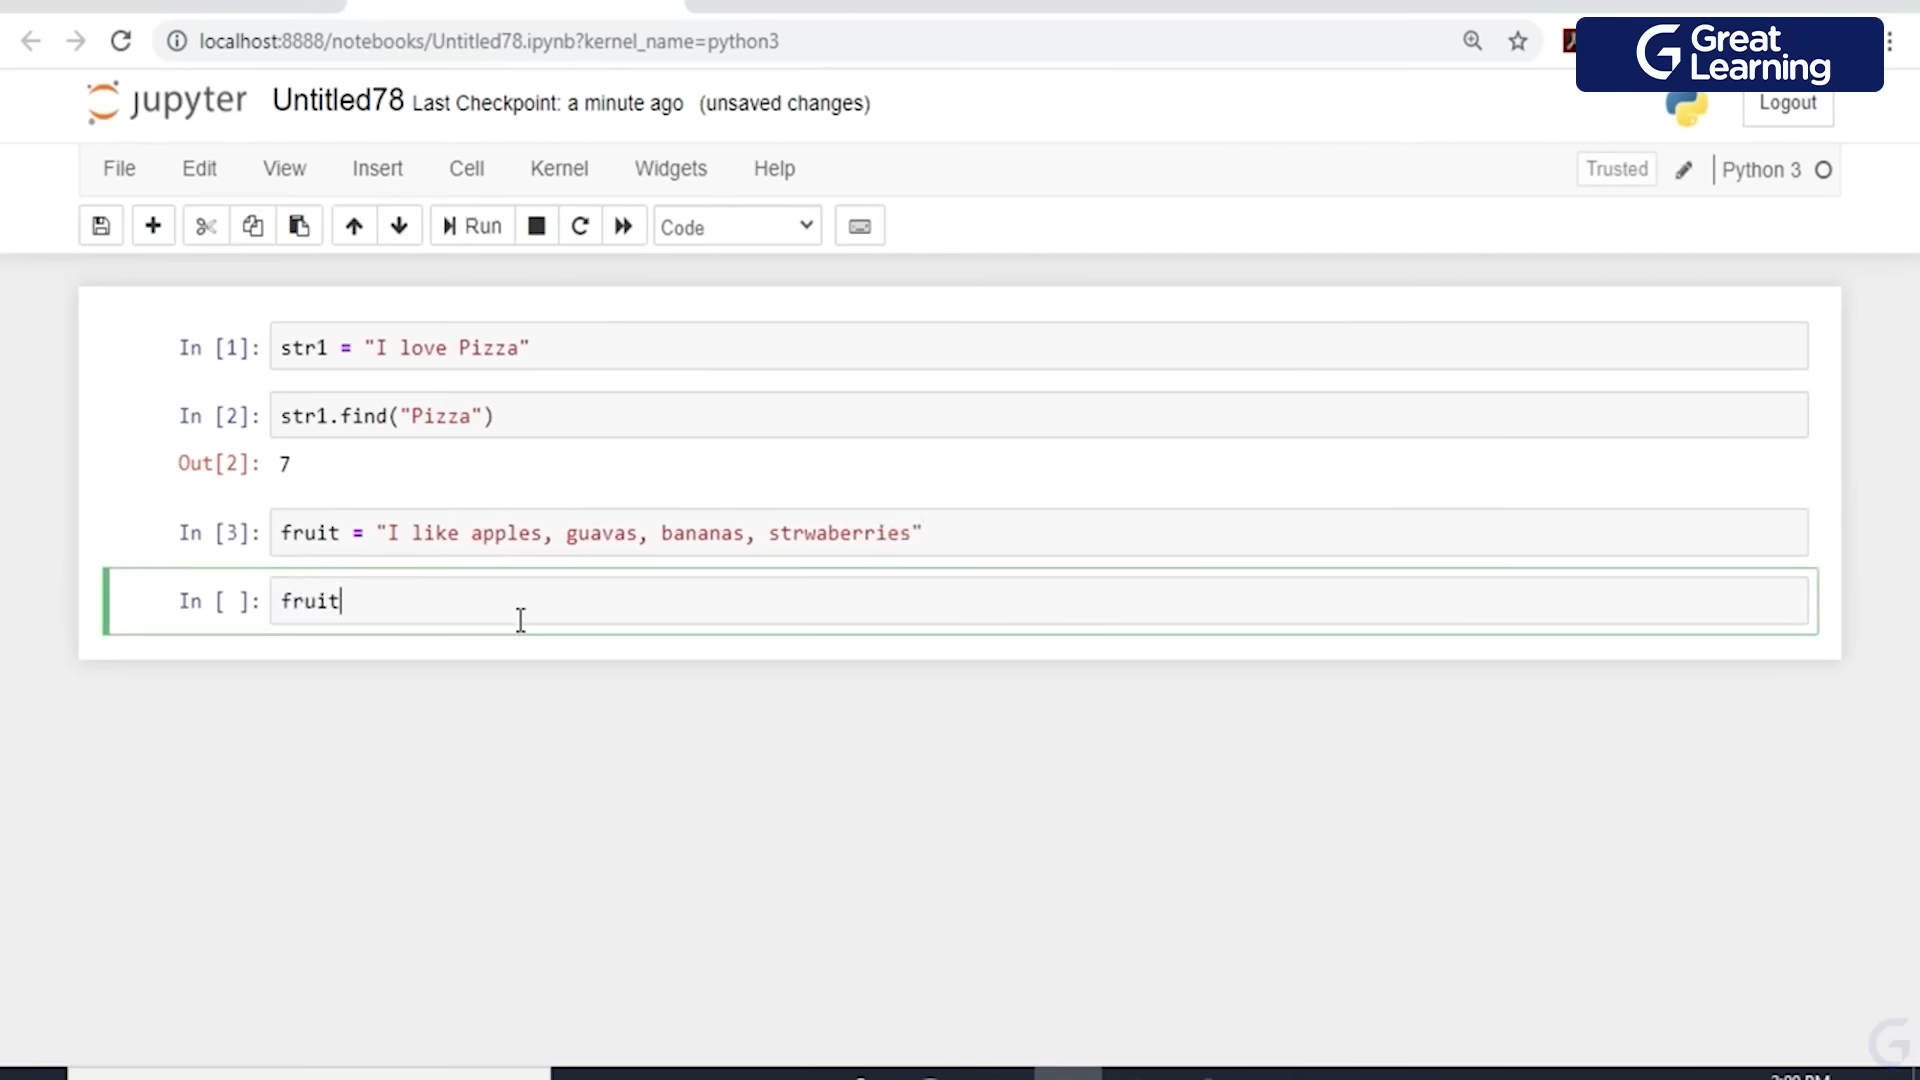 localhost:8888/notebooks/Untitled78.ipynb?kernel_name=python3
Great
Learning
jupyter Untitled78 Last Checkpoint: a minute ago (unsaved changes)
Logout
File Edit View Insert Cell Kernel Widgets Help
Trusted Python 3
Run Code
In [1]: str1 = "I love Pizza"
In [2]: str1.find("Pizza")
Out[2]: 7
In [3]: fruit = "I like apples, guavas, bananas, strwaberries"
In [ ]: fruit